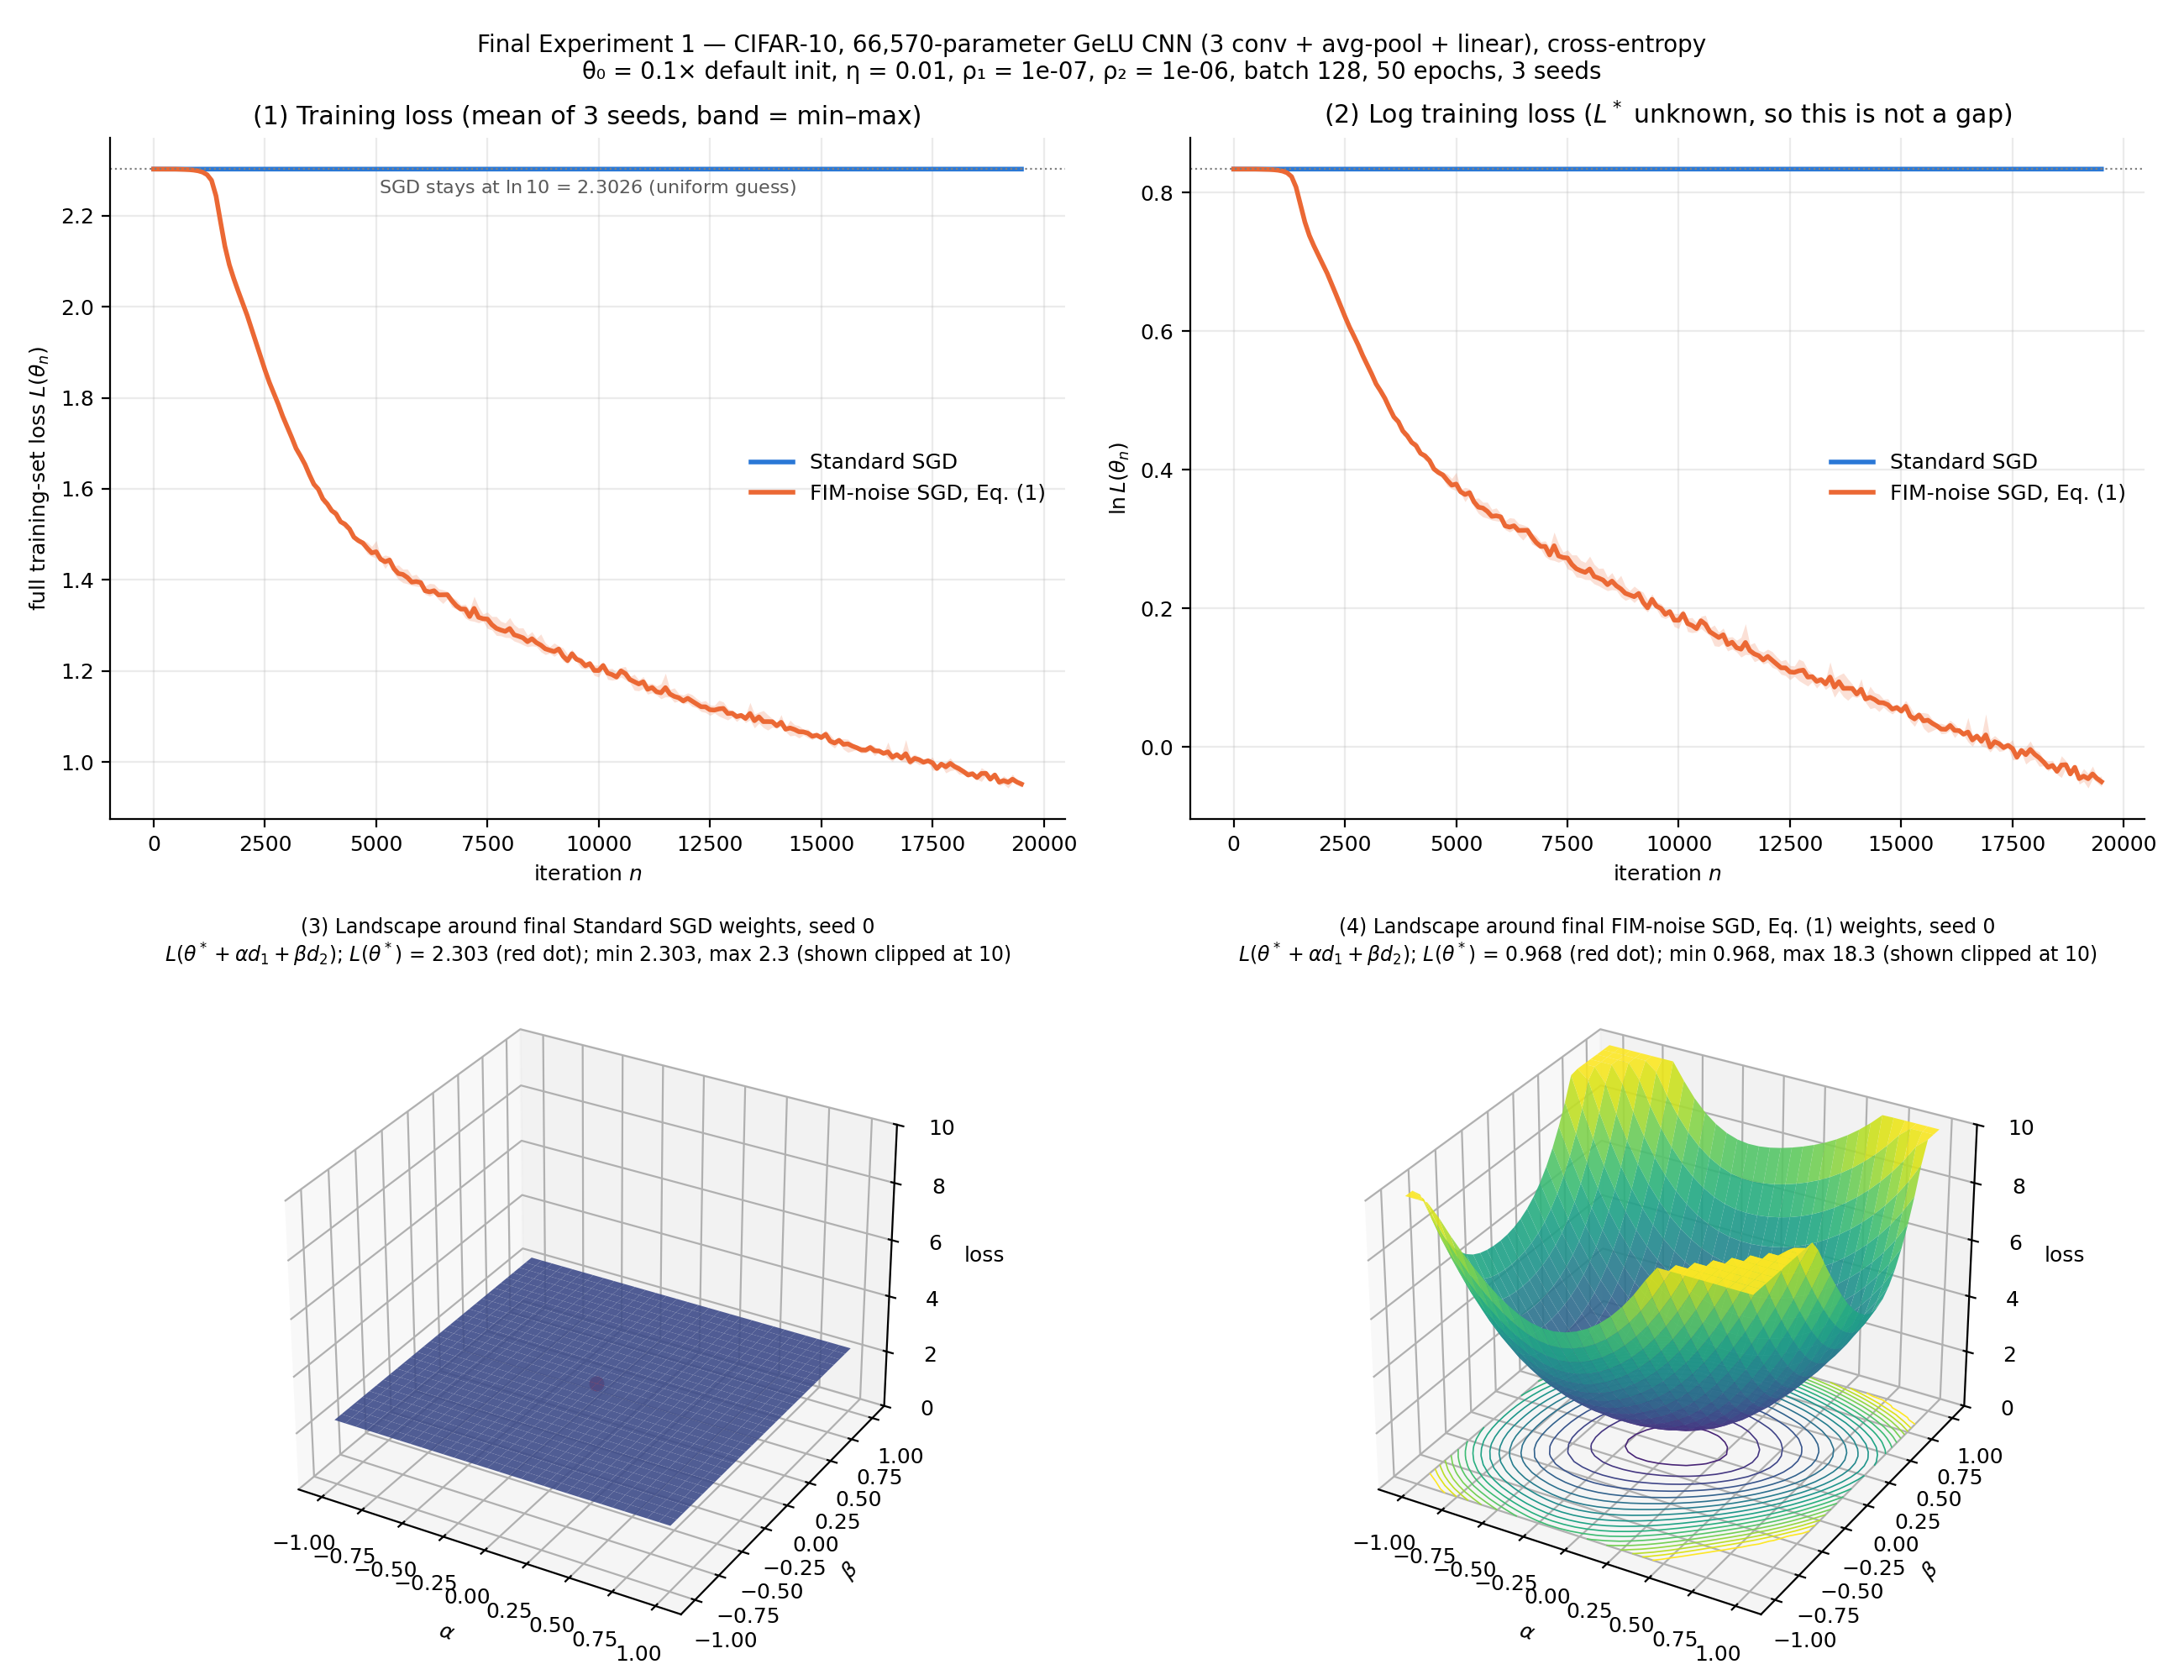 Final Experiment 1 — CIFAR-10, 66,570-parameter GeLU CNN (3 conv + avg-pool + linear), cross-entropy
θ₀ = 0.1× default init, η = 0.01, ρ₁ = 1e-07, ρ₂ = 1e-06, batch 128, 50 epochs, 3 seeds
(1) Training loss (mean of 3 seeds, band = min–max)
SGD stays at ln 10 = 2.3026 (uniform guess)
2.2
2.0
1.8
1.6
1.4
1.2
1.0
full training-set loss L(θₙ)
Standard SGD
FIM-noise SGD, Eq. (1)
0 2500 5000 7500 10000 12500 15000 17500 20000
iteration n
(2) Log training loss (L* unknown, so this is not a gap)
0.8
0.6
0.4
0.2
0.0
ln L(θₙ)
Standard SGD
FIM-noise SGD, Eq. (1)
0 2500 5000 7500 10000 12500 15000 17500 20000
iteration n
(3) Landscape around final Standard SGD weights, seed 0
L(θ* + αd₁ + βd₂); L(θ*) = 2.303 (red dot); min 2.303, max 2.3 (shown clipped at 10)
10
8
6
4
2
0
loss
−1.00 −0.75 −0.50 −0.25 0.00 0.25 0.50 0.75 1.00
α
1.00
0.75
0.50
0.25
0.00
−0.25
−0.50
−0.75
−1.00
β
(4) Landscape around final FIM-noise SGD, Eq. (1) weights, seed 0
L(θ* + αd₁ + βd₂); L(θ*) = 0.968 (red dot); min 0.968, max 18.3 (shown clipped at 10)
10
8
6
4
2
0
loss
−1.00 −0.75 −0.50 −0.25 0.00 0.25 0.50 0.75 1.00
α
1.00
0.75
0.50
0.25
0.00
−0.25
−0.50
−0.75
−1.00
β